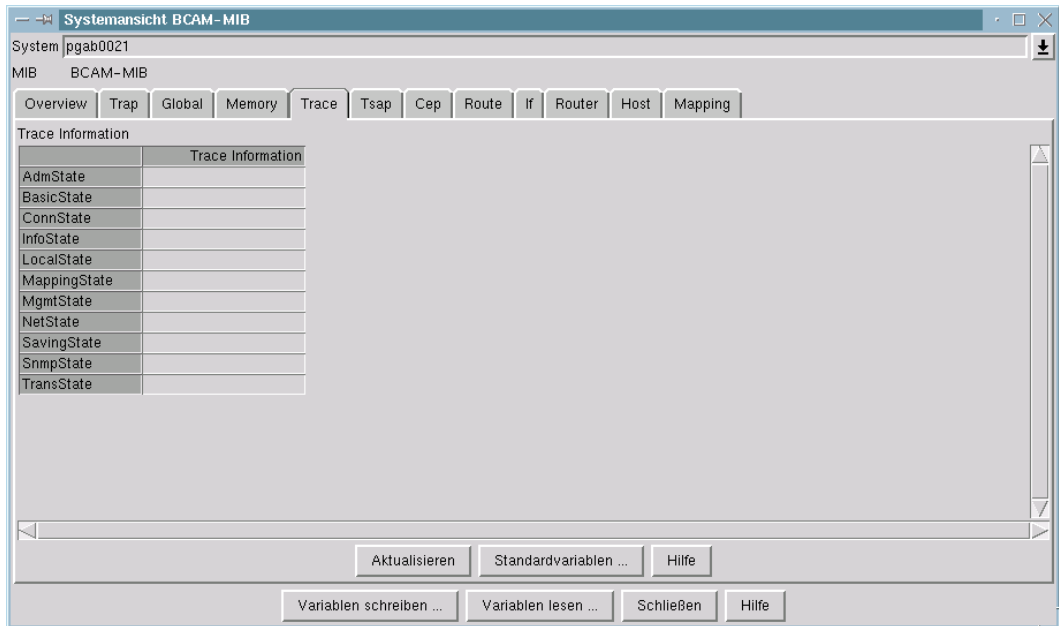 Systemansicht BCAM-MIB
System pgab0021
MIB BCAM-MIB
Overview Trap Global Memory Trace Tsap Cep Route If Router Host Mapping
Trace Information
Trace Information
AdmState
BasicState
ConnState
InfoState
LocalState
MappingState
MgmtState
NetState
SavingState
SnmpState
TransState
Aktualisieren Standardvariablen ... Hilfe
Variablen schreiben ... Variablen lesen ... Schließen Hilfe